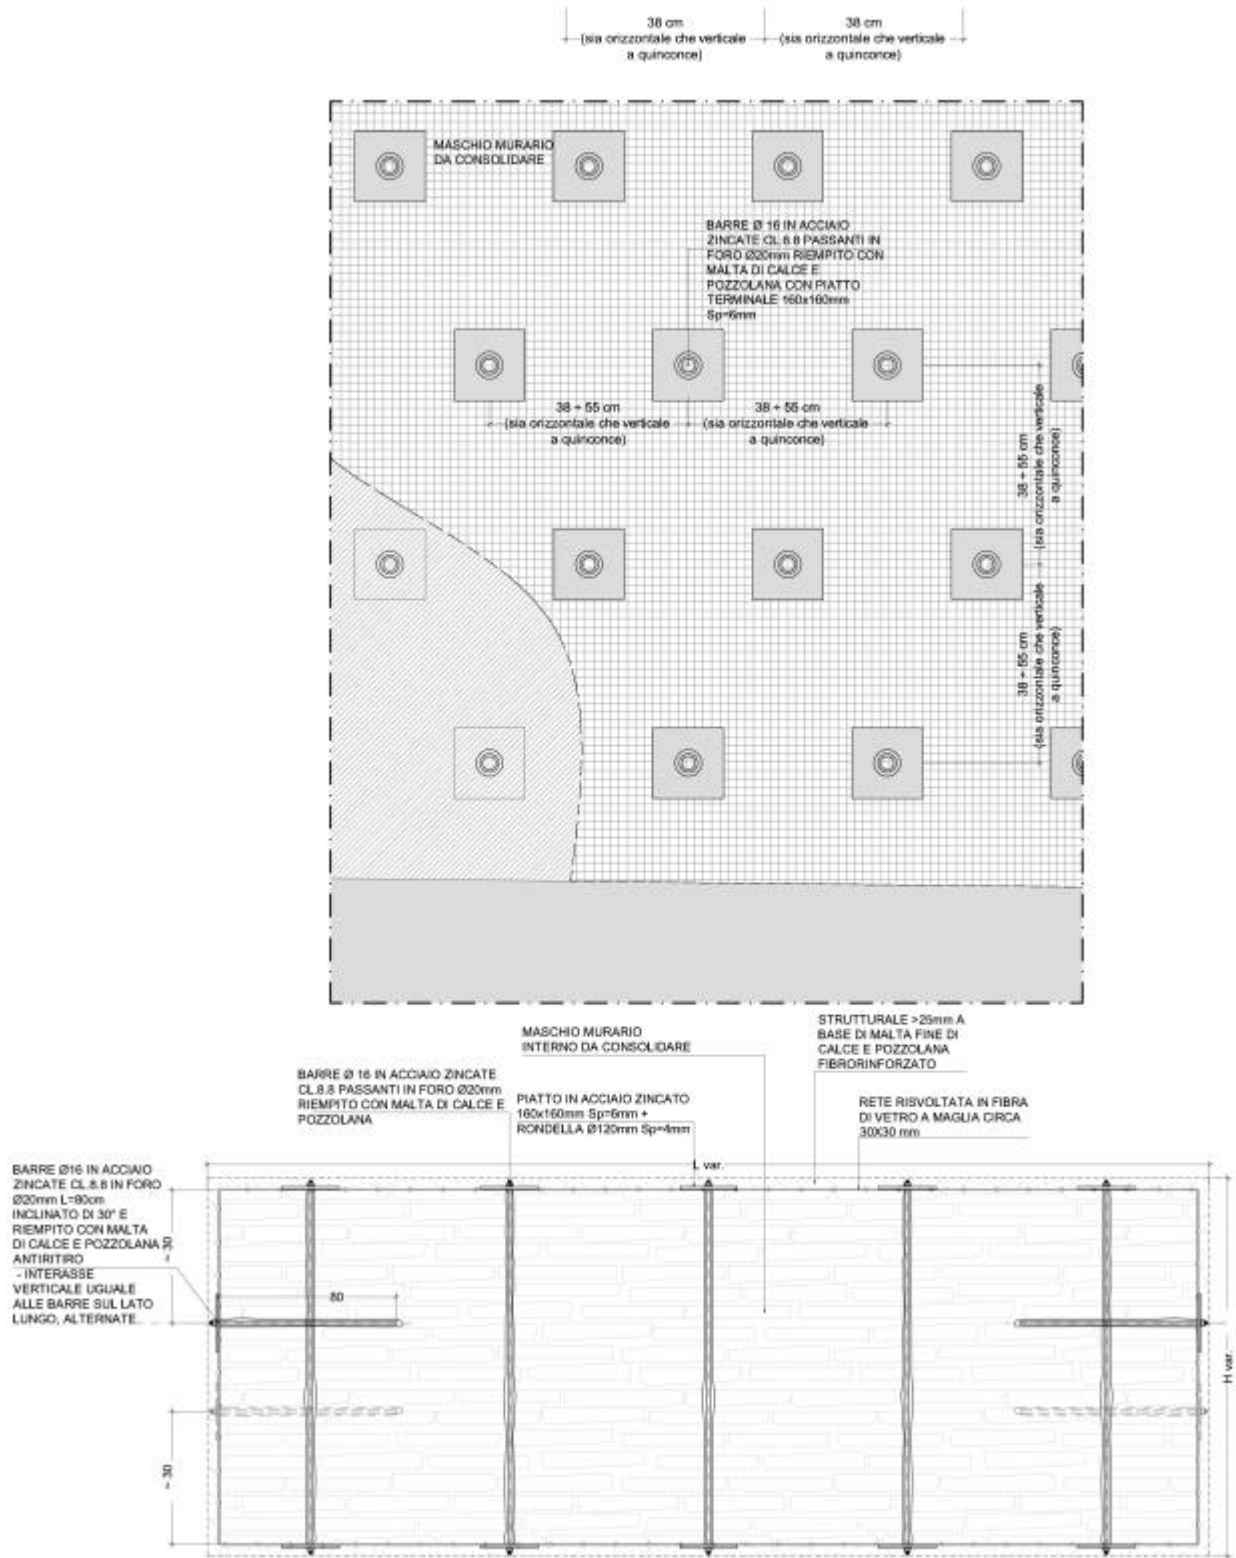 38 cm
(sia orizzontale che verticale
a quinconce)
38 cm
(sia orizzontale che verticale
a quinconce)
MASCHIO MURARIO
DA CONSOLIDARE
BARRE Ø 16 IN ACCIAIO
ZINCATE CL.8.8 PASSANTI IN
FORO Ø20mm RIEMPITO CON
MALTA DI CALCE E
POZZOLANA CON PIATTO
TERMINALE 160x160mm
Sp=6mm
38 ÷ 55 cm
(sia orizzontale che verticale
a quinconce)
38 ÷ 55 cm
(sia orizzontale che verticale
a quinconce)
38 ÷ 55 cm
(sia orizzontale che verticale
a quinconce)
38 ÷ 55 cm
(sia orizzontale che verticale
a quinconce)
STRUTTURALE >25mm A
BASE DI MALTA FINE DI
CALCE E POZZOLANA
FIBRORINFORZATO
MASCHIO MURARIO
INTERNO DA CONSOLIDARE
BARRE Ø 16 IN ACCIAIO ZINCATE
CL.8.8 PASSANTI IN FORO Ø20mm
RIEMPITO CON MALTA DI CALCE E
POZZOLANA
PIATTO IN ACCIAIO ZINCATO
160x160mm Sp=6mm +
RONDELLA Ø120mm Sp=4mm
RETE RISVOLTATA IN FIBRA
DI VETRO A MAGLIA CIRCA
30X30 mm
L var.
BARRE Ø16 IN ACCIAIO
ZINCATE CL.8.8 IN FORO
Ø20mm L=80cm
INCLINATO DI 30° E
RIEMPITO CON MALTA
DI CALCE E POZZOLANA
ANTIRITIRO
- INTERASSE
VERTICALE UGUALE
ALLE BARRE SUL LATO
LUNGO, ALTERNATE
~ 30
80
H var.
~ 30